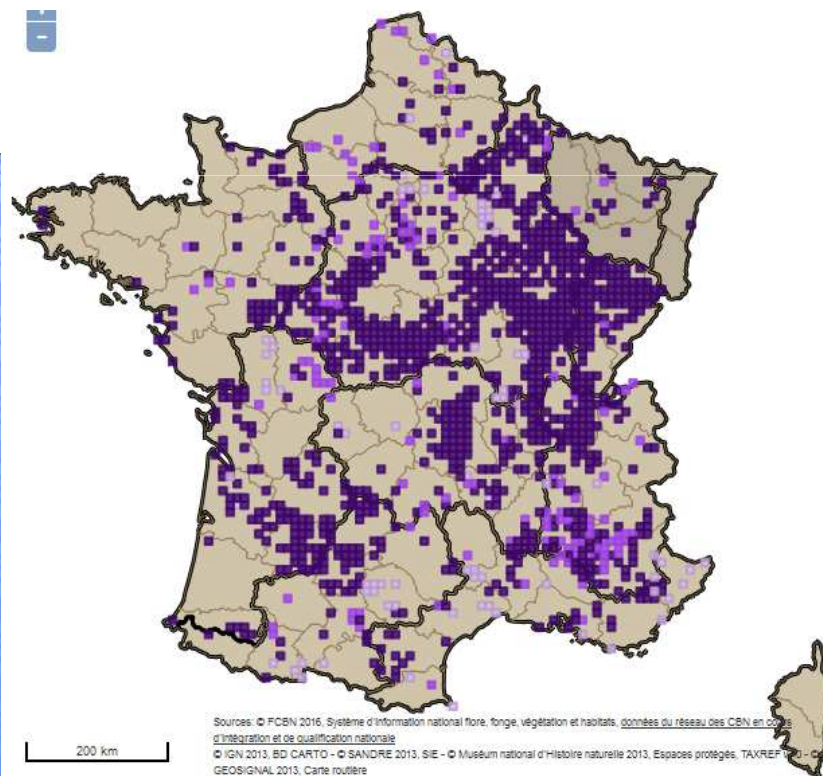 Sources: © FCBN 2016, Système d'information national flore, fonge, végétation et habitats, données du réseau des CBN en cours
d'intégration et de qualification nationale
© IGN 2013, BD CARTO - © SANDRE 2013, SIE - © Muséum national d'Histoire naturelle 2013, Espaces protégés, TAXREF
GEOSIGNAL 2013, Carte routière
200 km